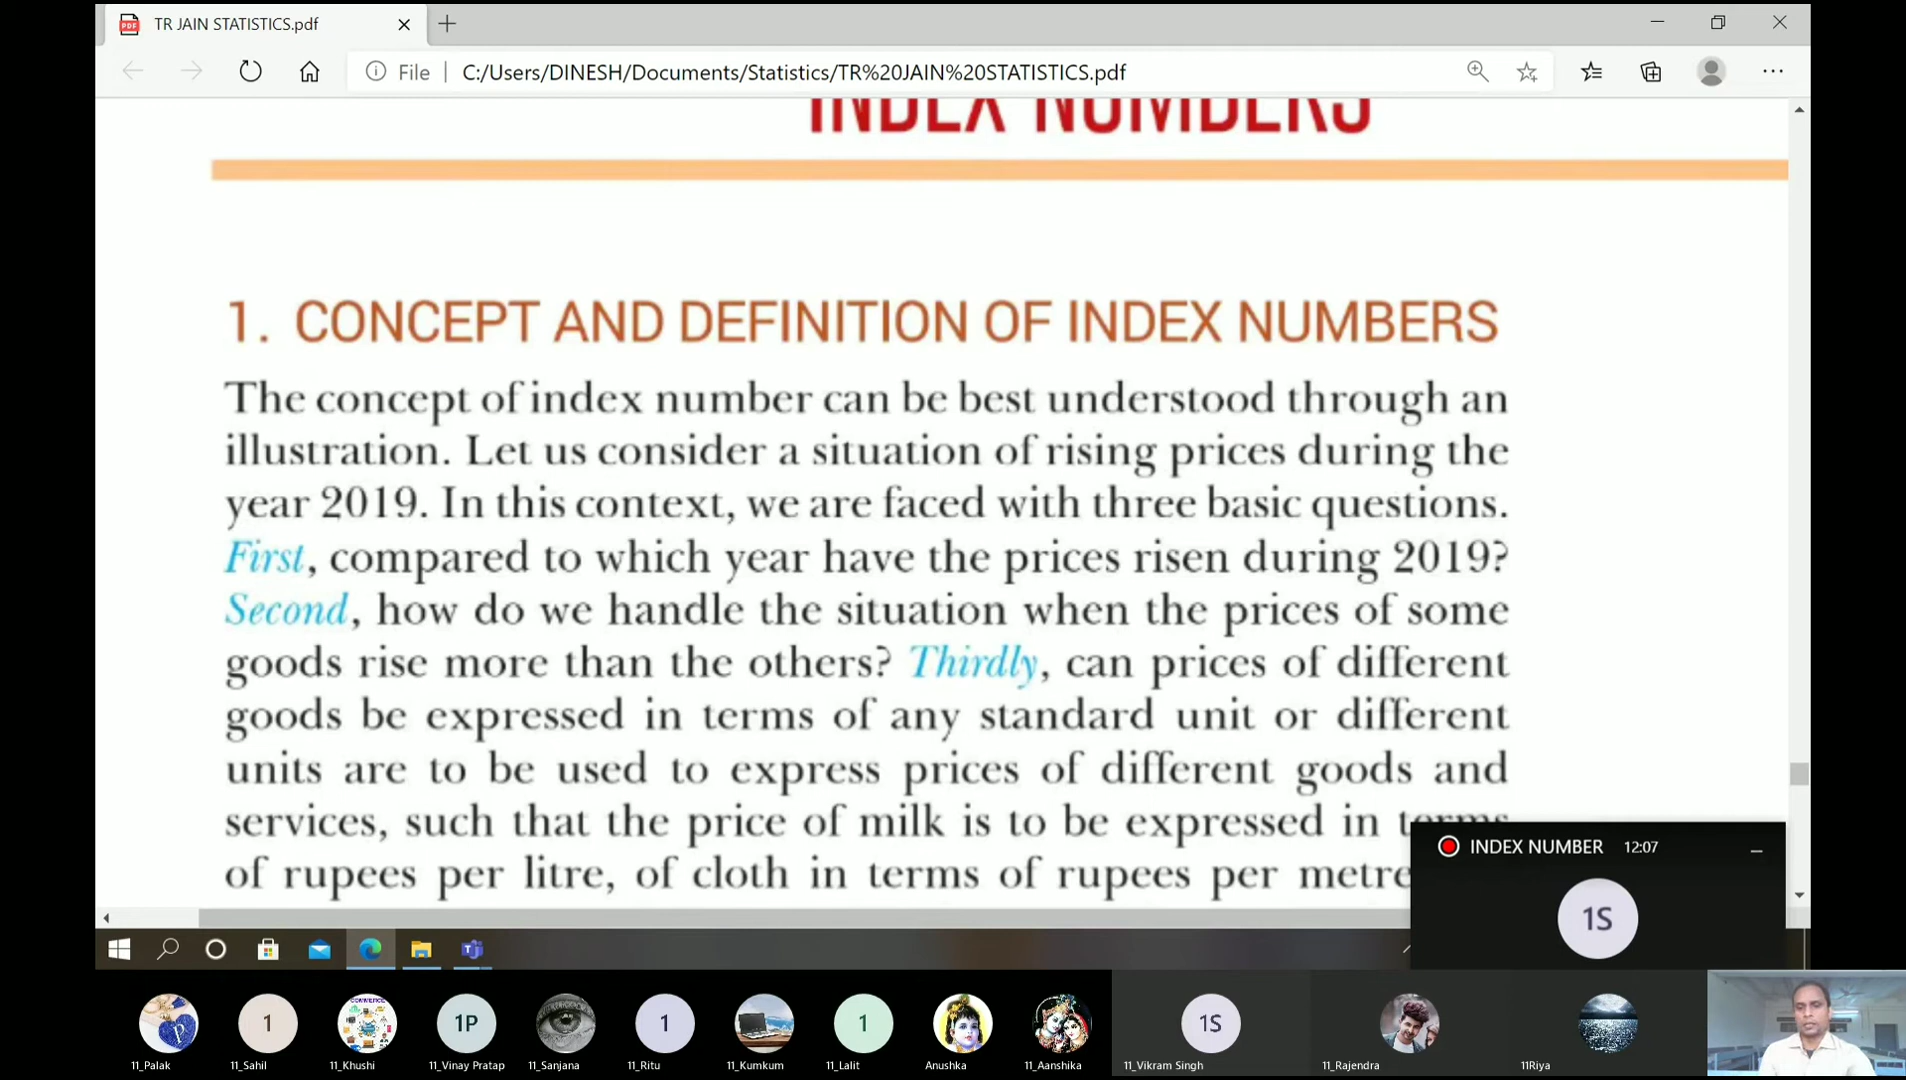 TR JAIN STATISTICS.pdf
File
C:/Users/DINESH/Documents/Statistics/TR%20JAIN%20STATISTICS.pdf
INDEX NUMBERS
1. CONCEPT AND DEFINITION OF INDEX NUMBERS
The concept of index number can be best understood through an
illustration. Let us consider a situation of rising prices during the
year 2019. In this context, we are faced with three basic questions.
First, compared to which year have the prices risen during 2019?
Second, how do we handle the situation when the prices of some
goods rise more than the others? Thirdly, can prices of different
goods be expressed in terms of any standard unit or different
units are to be used to express prices of different goods and
services, such that the price of milk is to be expressed in terms
of rupees per litre, of cloth in terms of rupees per metre
INDEX NUMBER 12:07
1S
COMMERCE
1 1P 1 1 1S
11_Palak 11_Sahil 11_Khushi 11_Vinay Pratap 11_Sanjana 11_Ritu 11_Kumkum 11_Lalit Anushka 11_Aanshika 11_Vikram Singh 11_Rajendra 11Riya